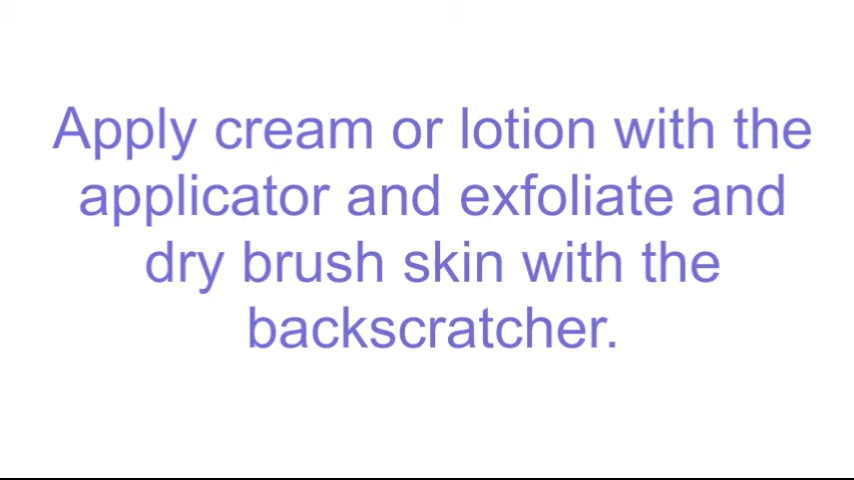 Apply cream or lotion with the
applicator and exfoliate and
dry brush skin with the
backscratcher.